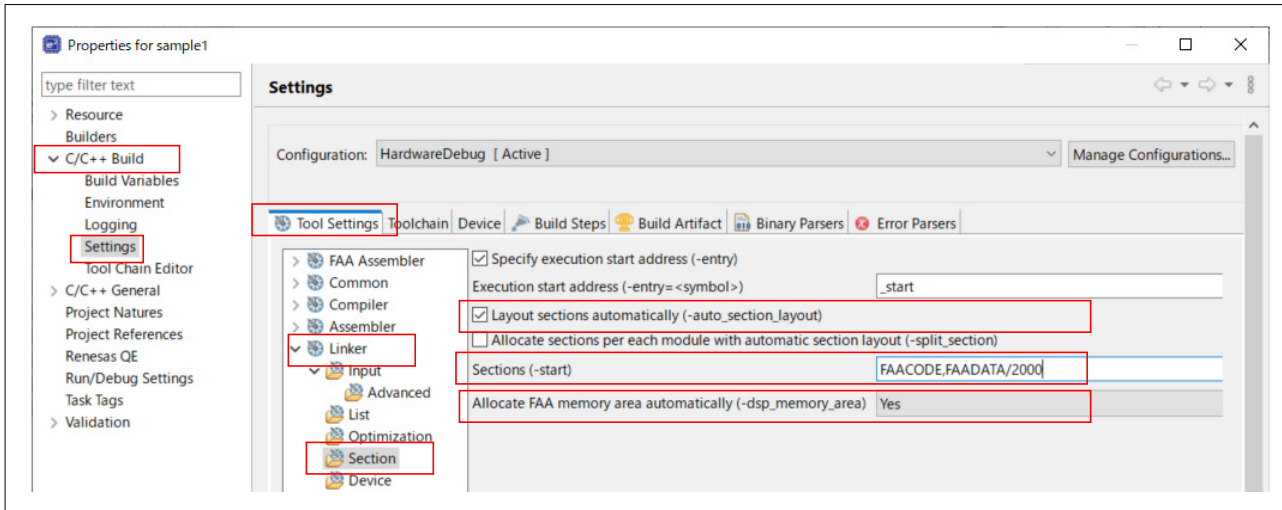 Properties for sample1
type filter text
Settings
Resource
Builders
C/C++ Build
Build Variables
Environment
Logging
Settings
Tool Chain Editor
C/C++ General
Project Natures
Project References
Renesas QE
Run/Debug Settings
Task Tags
Validation
Configuration: HardwareDebug [ Active ] Manage Configurations...
Tool Settings Toolchain Device Build Steps Build Artifact Binary Parsers Error Parsers
FAA Assembler
Common
Compiler
Assembler
Linker
Input
Advanced
List
Optimization
Section
Device
Specify execution start address (-entry)
Execution start address (-entry=<symbol>) _start
Layout sections automatically (-auto_section_layout)
Allocate sections per each module with automatic section layout (-split_section)
Sections (-start) FAACODE,FAADATA/2000
Allocate FAA memory area automatically (-dsp_memory_area) Yes